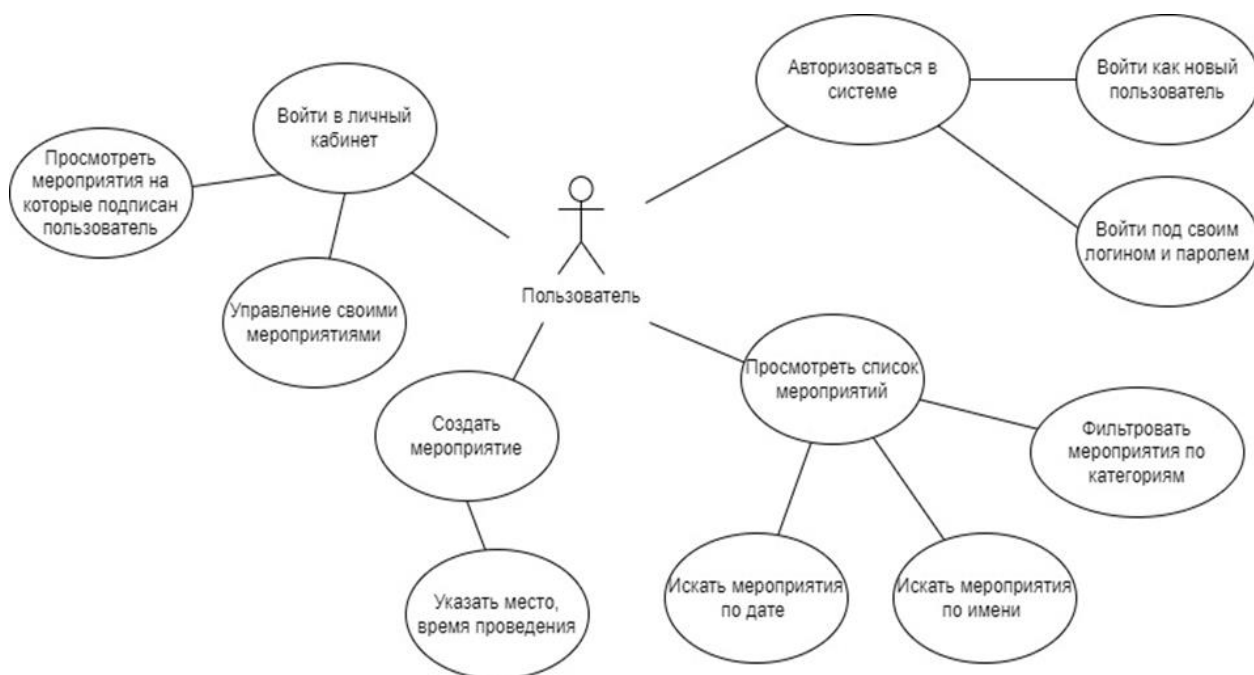 Авторизоваться в
системе
Войти как новый
пользователь
Войти в личный
кабинет
Просмотреть
мероприятия на
которые подписан
пользователь
Войти под своим
логином и паролем
Пользователь
Управление своими
мероприятиями
Просмотреть список
мероприятий
Создать
мероприятие
Фильтровать
мероприятия по
категориям
Указать место,
время проведения
Искать мероприятия
по дате
Искать мероприятия
по имени